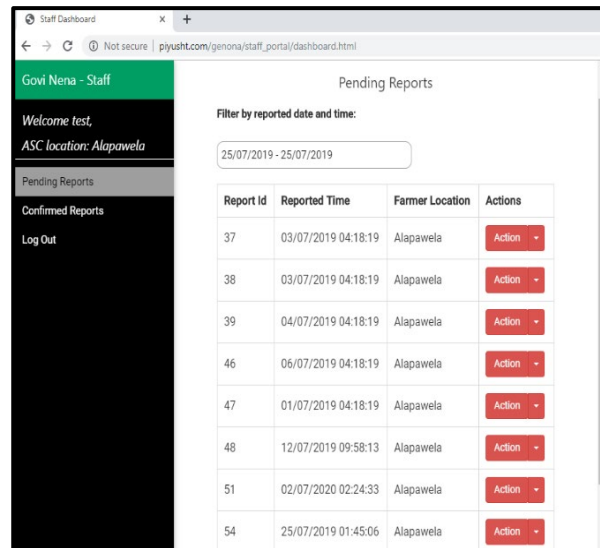 Staff Dashboard
Not secure | piyusht.com/genona/staff_portal/dashboard.html
Govi Nena - Staff
Welcome test,
ASC location: Alapawela
Pending Reports
Confirmed Reports
Log Out
Pending Reports
Filter by reported date and time:
25/07/2019 - 25/07/2019
Report Id Reported Time Farmer Location Actions
37 03/07/2019 04:18:19 Alapawela Action
38 03/07/2019 04:18:19 Alapawela Action
39 04/07/2019 04:18:19 Alapawela Action
46 06/07/2019 04:18:19 Alapawela Action
47 01/07/2019 04:18:19 Alapawela Action
48 12/07/2019 09:58:13 Alapawela Action
51 02/07/2020 02:24:33 Alapawela Action
54 25/07/2019 01:45:06 Alapawela Action